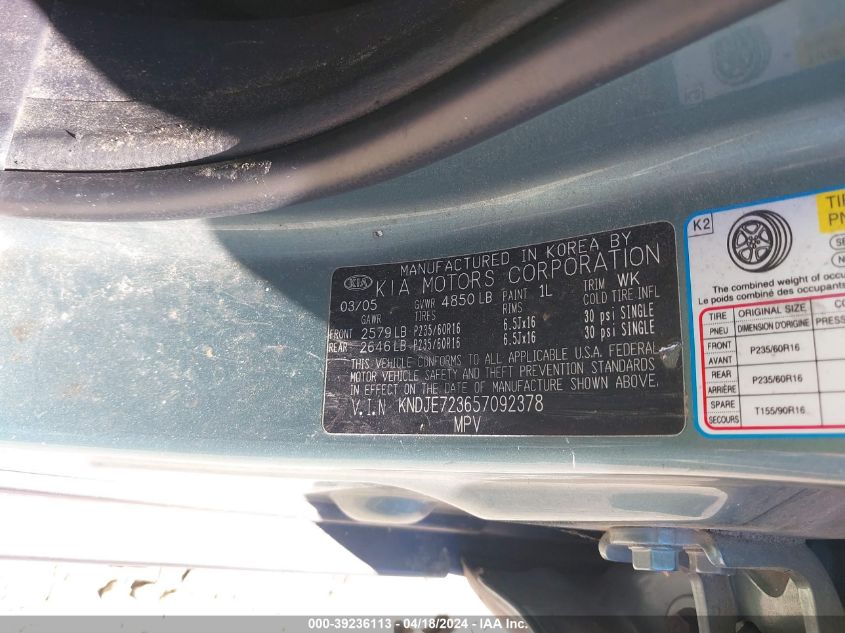 MANUFACTURED IN KOREA BY
KIA KIA MOTORS CORPORATION
03/05 GVWR 4850 LB PAINT 1L TRIM WK
GAWR TIRES RIMS COLD TIRE INFL
FRONT 2579 LB P235/60R16 6.5J×16 30 psi SINGLE
REAR 2646 LB P235/60R16 6.5J×16 30 psi SINGLE
THIS VEHICLE CONFORMS TO ALL APPLICABLE U.S.A. FEDERAL
MOTOR VEHICLE SAFETY AND THEFT PREVENTION STANDARDS
IN EFFECT ON THE DATE OF MANUFACTURE SHOWN ABOVE.
V.I.N KNDJE723657092378
MPV
K2
The combined weight of
Le poids combiné des occupants
TIRE ORIGINAL SIZE
PNEU DIMENSION D'ORIGINE
FRONT
AVANT P235/60R16
REAR
ARRIÈRE P235/60R16
SPARE
SECOURS T155/90R16
000-39236113 - 04/18/2024 - IAA Inc.